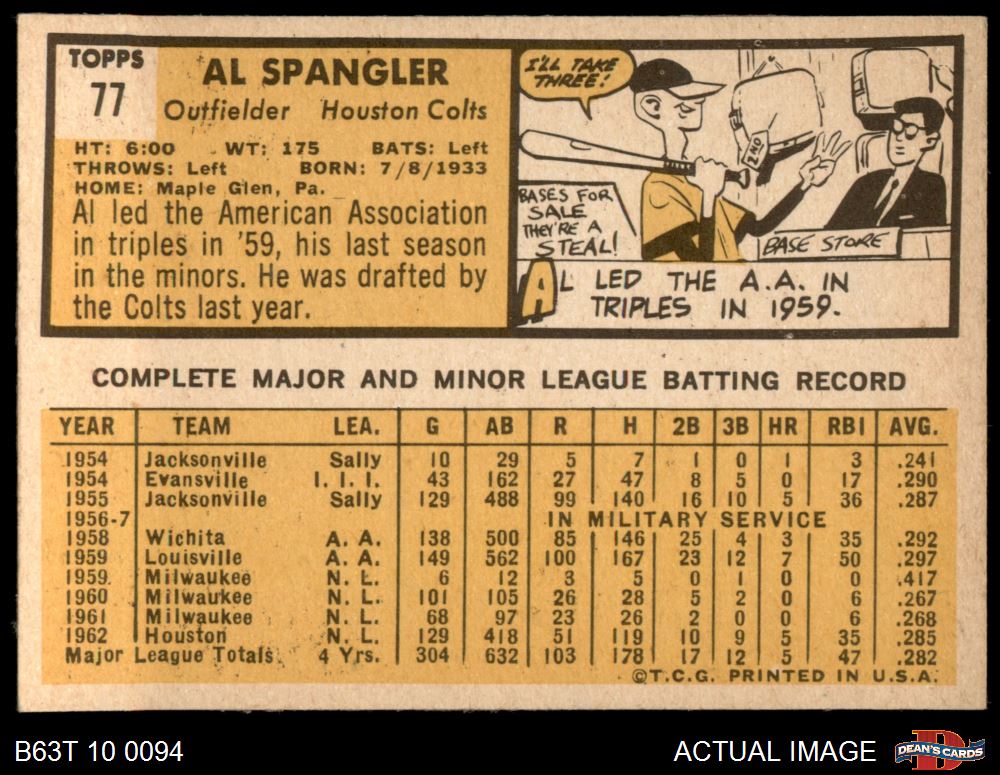 TOPPS
77
AL SPANGLER
Outfielder Houston Colts
HT: 6:00 WT: 175 BATS: Left
THROWS: Left BORN: 7/8/1933
HOME: Maple Glen, Pa.
Al led the American Association
in triples in '59, his last season
in the minors. He was drafted by
the Colts last year.
I'LL TAKE
THREE!
2ND
BASES FOR
SALE
THEY'RE A
STEAL!
BASE STORE
AL LED THE A.A. IN
TRIPLES IN 1959.
COMPLETE MAJOR AND MINOR LEAGUE BATTING RECORD
YEAR TEAM LEA. G AB R H 2B 3B HR RBI AVG.
1954 Jacksonville Sally 10 29 5 7 1 0 1 3 .241
1954 Evansville I. I. I. 43 162 27 47 8 5 0 17 .290
1955 Jacksonville Sally 129 488 99 140 16 10 5 36 .287
1956-7 IN MILITARY SERVICE
1958 Wichita A. A. 138 500 85 146 25 4 3 35 .292
1959 Louisville A. A. 149 562 100 167 23 12 7 50 .297
1959 Milwaukee N. L. 6 12 3 5 0 1 0 0 .417
1960 Milwaukee N. L. 101 105 26 28 5 2 0 6 .267
1961 Milwaukee N. L. 68 97 23 26 2 0 0 6 .268
1962 Houston N. L. 129 418 51 119 10 9 5 35 .285
Major League Totals 4 Yrs. 304 632 103 178 17 12 5 47 .282
©T.C.G. PRINTED IN U.S.A.
B63T 10 0094
ACTUAL IMAGE
DEAN'S CARDS